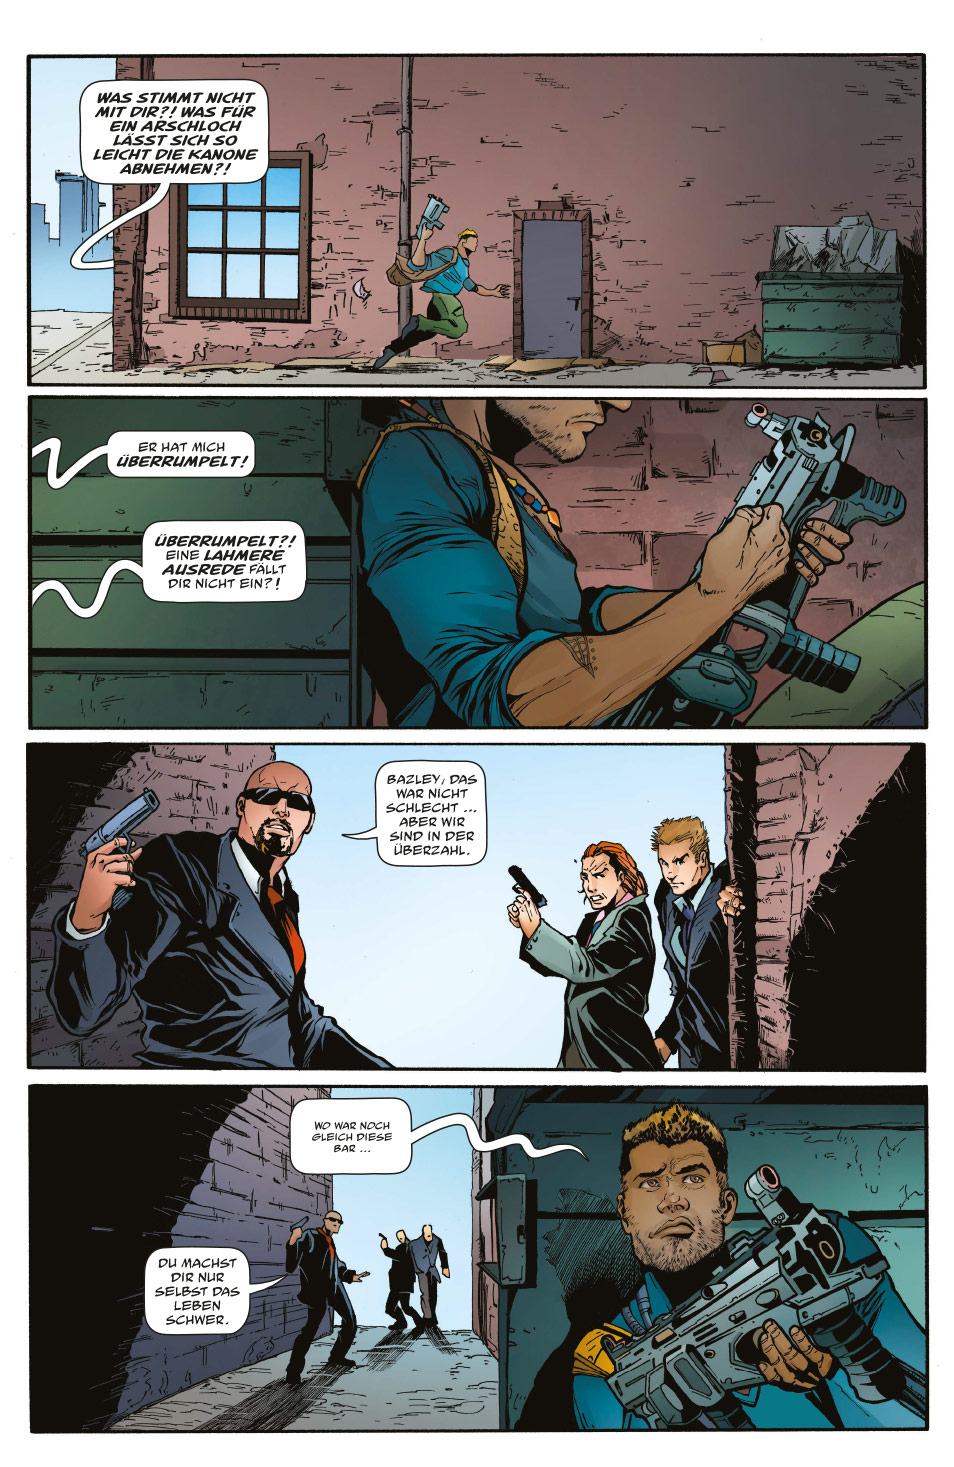 WAS STIMMT NICHT
MIT DIR?! WAS FÜR
EIN ARSCHLOCH
LÄSST SICH SO
LEICHT DIE KANONE
ABNEHMEN?!
ER HAT MICH
ÜBERRUMPELT!
ÜBERRUMPELT?!
EINE LAHMERE
AUSREDE FÄLLT
DIR NICHT EIN?!
BAZLEY, DAS
WAR NICHT
SCHLECHT ...
ABER WIR
SIND IN DER
ÜBERZAHL.
WO WAR NOCH
GLEICH DIESE
BAR ...
DU MACHST
DIR NUR
SELBST DAS
LEBEN
SCHWER.